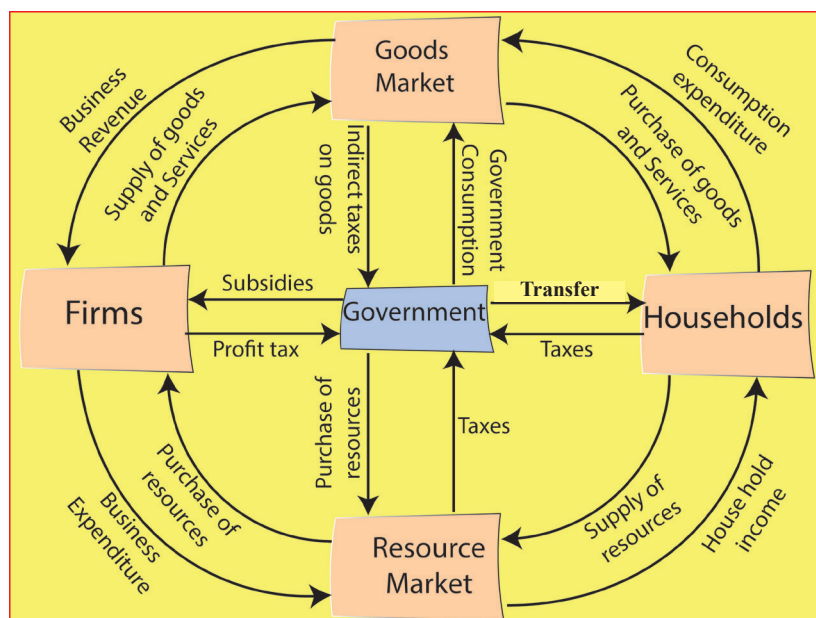 Goods
Market
Business
Revenue
Supply of goods
and Services
Indirect taxes
on goods
Government
Consumption
Consumption
expenditure
Purchase of goods
and Services
Firms
Subsidies
Profit tax
Government
Transfer
Taxes
Households
Purchase of
resources
Taxes
Purchase of
resources
Business
Expenditure
Supply of
resources
House hold
income
Resource
Market